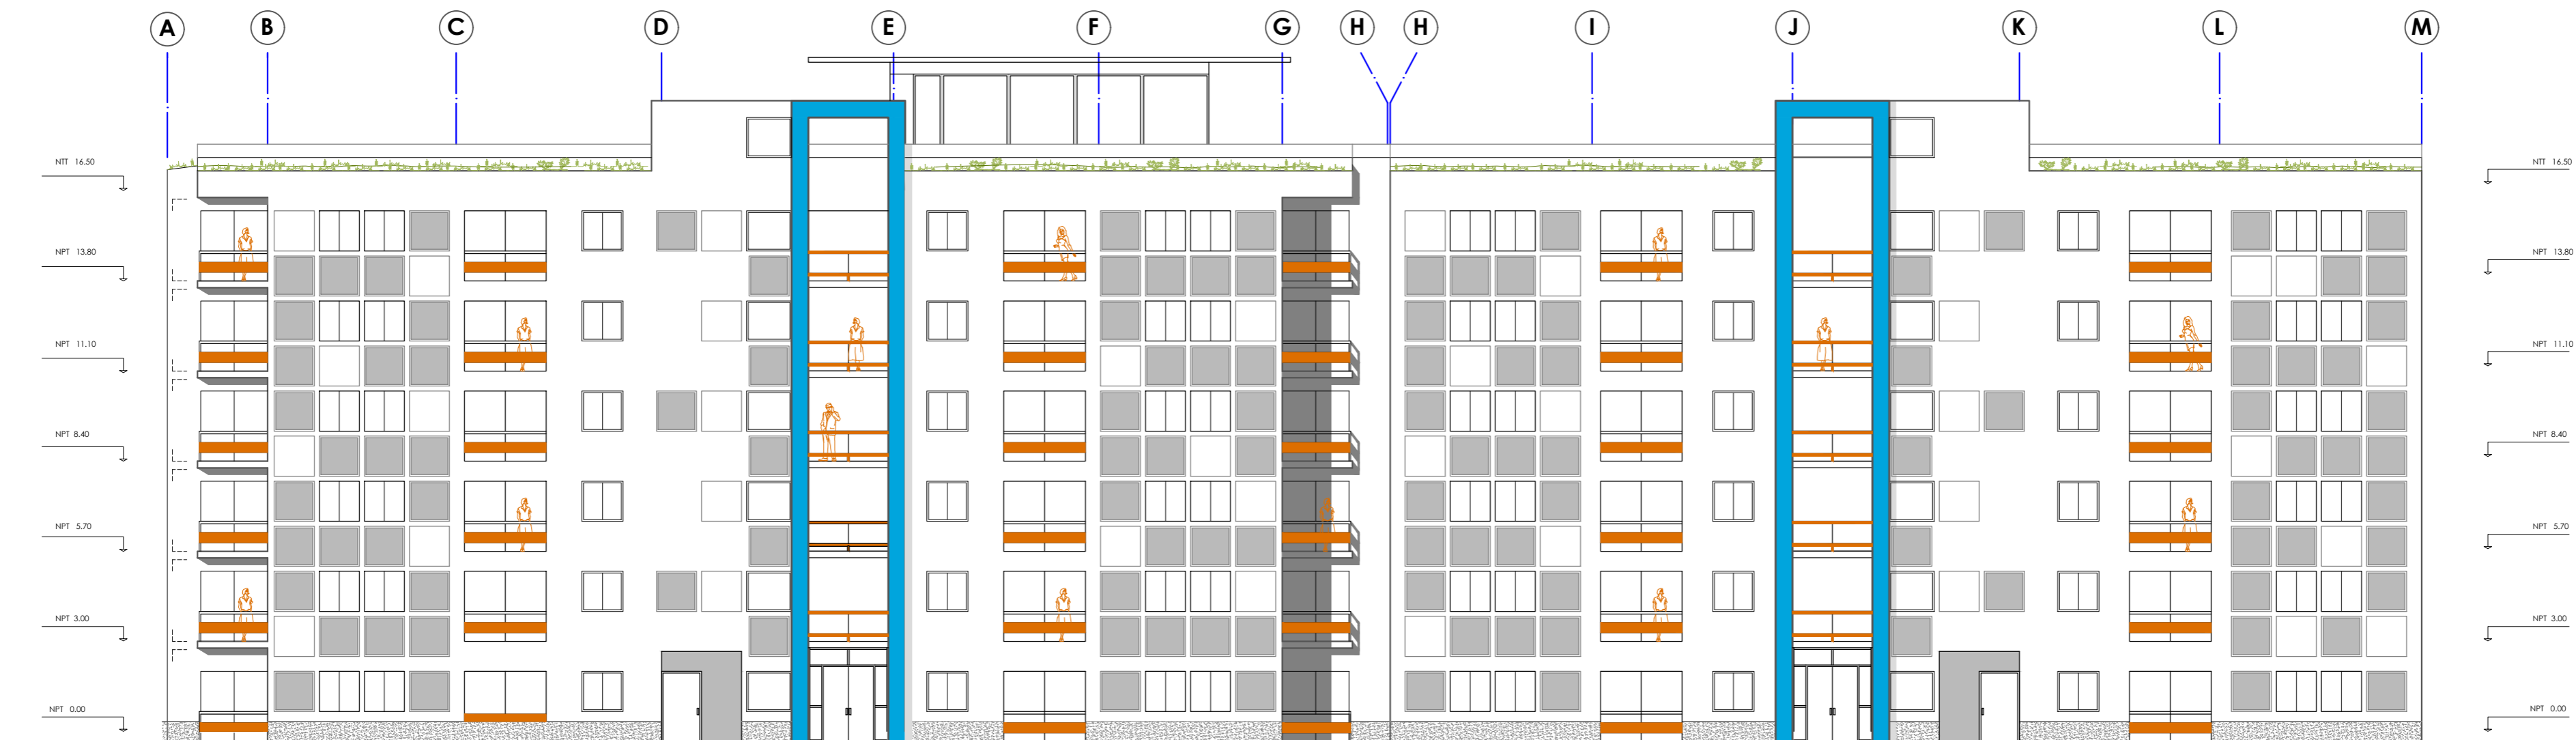 A B C D E F G H H I J K L M
NTT 16.50 NTT 16.50
NPT 13.80 NPT 13.80
NPT 11.10 NPT 11.10
NPT 8.40 NPT 8.40
NPT 5.70 NPT 5.70
NPT 3.00 NPT 3.00
NPT 0.00 NPT 0.00